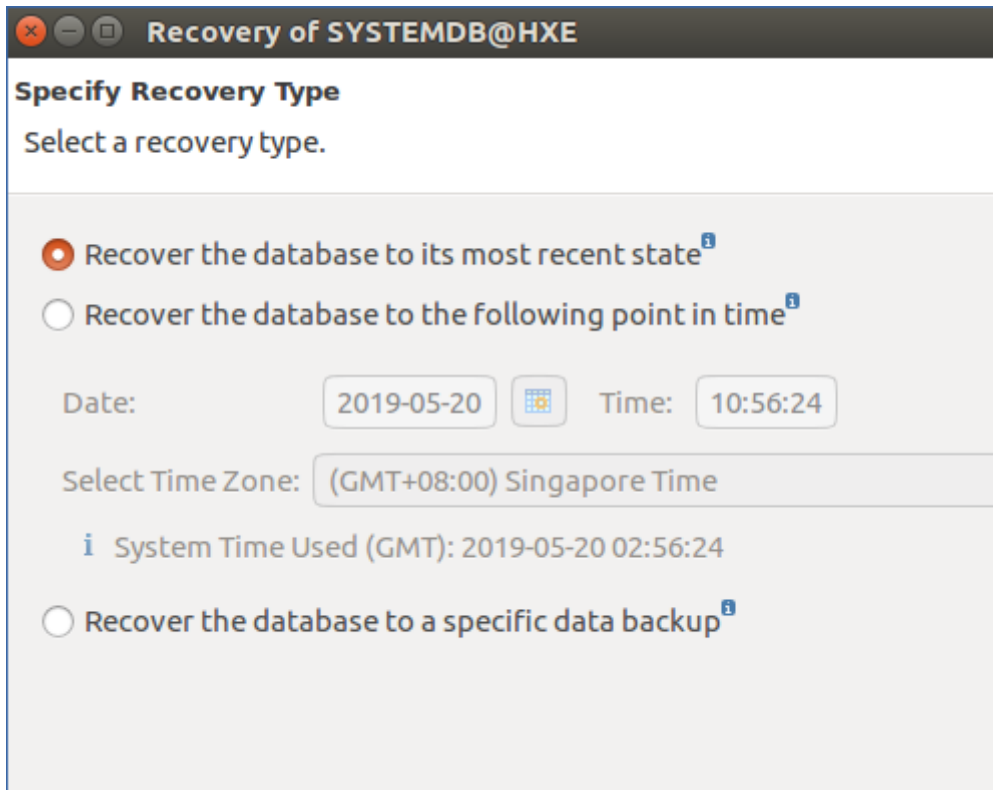 Recovery of SYSTEMDB@HXE
Specify Recovery Type
Select a recovery type.
Recover the database to its most recent state
Recover the database to the following point in time
Date: 2019-05-20 Time: 10:56:24
Select Time Zone: (GMT+08:00) Singapore Time
i System Time Used (GMT): 2019-05-20 02:56:24
Recover the database to a specific data backup